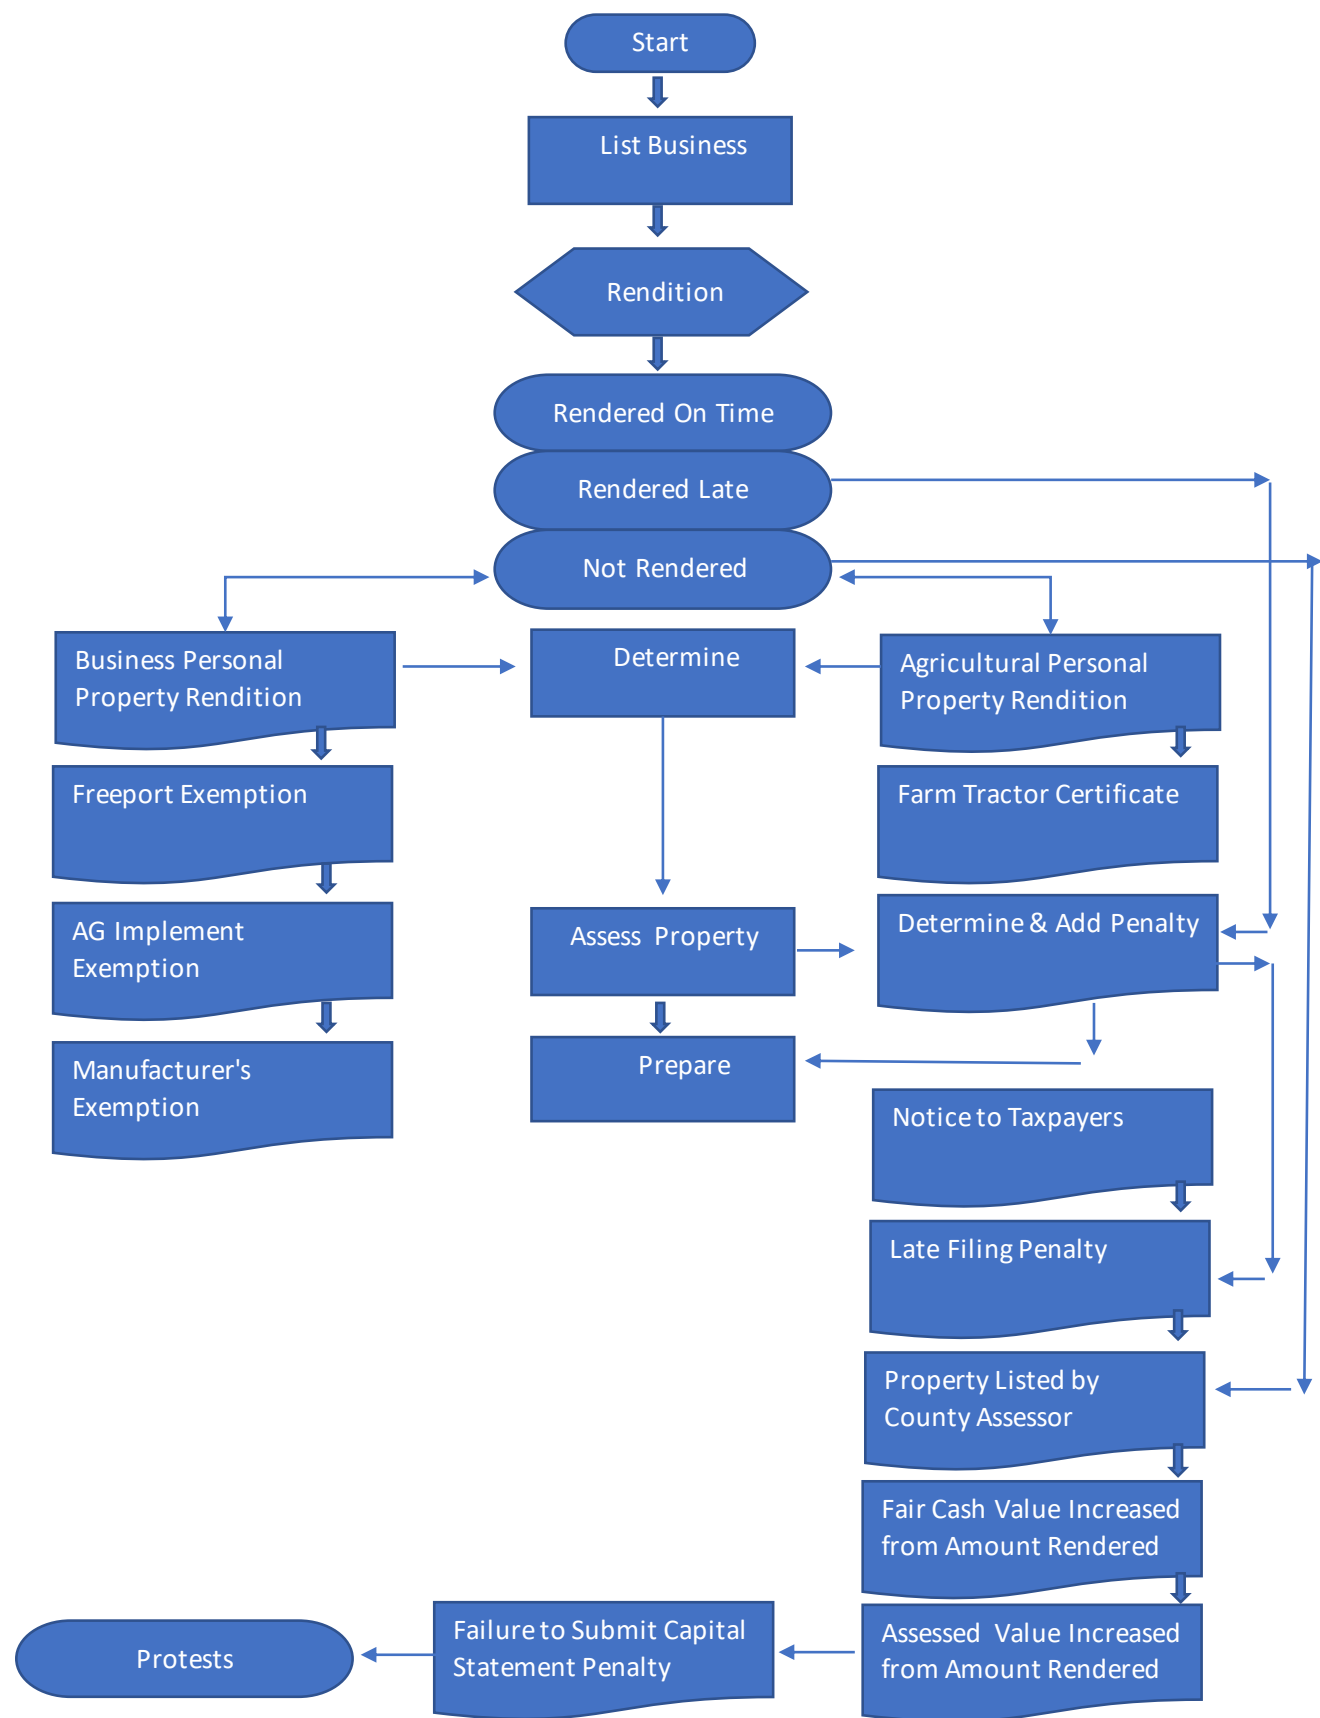 Start
List Business
Rendition
Rendered On Time
Rendered Late
Not Rendered
Business Personal
Property Rendition
Determine
Agricultural Personal
Property Rendition
Freeport Exemption
Farm Tractor Certificate
AG Implement
Exemption
Assess Property
Determine & Add Penalty
Manufacturer's
Exemption
Prepare
Notice to Taxpayers
Late Filing Penalty
Property Listed by
County Assessor
Fair Cash Value Increased
from Amount Rendered
Assessed Value Increased
from Amount Rendered
Failure to Submit Capital
Statement Penalty
Protests